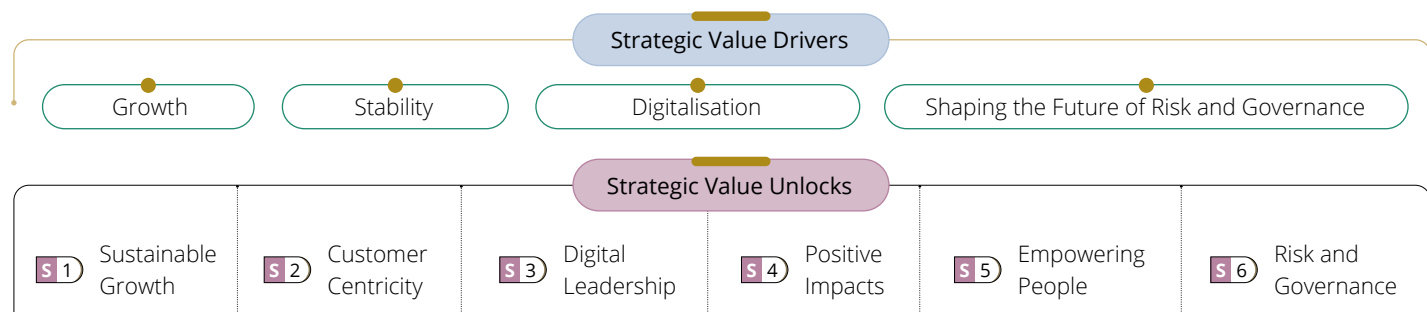 Strategic Value Drivers
Growth
Stability
Digitalisation
Shaping the Future of Risk and Governance
Strategic Value Unlocks
S 1
Sustainable
Growth
S 2
Customer
Centricity
S 3
Digital
Leadership
S 4
Positive
Impacts
S 5
Empowering
People
S 6
Risk and
Governance